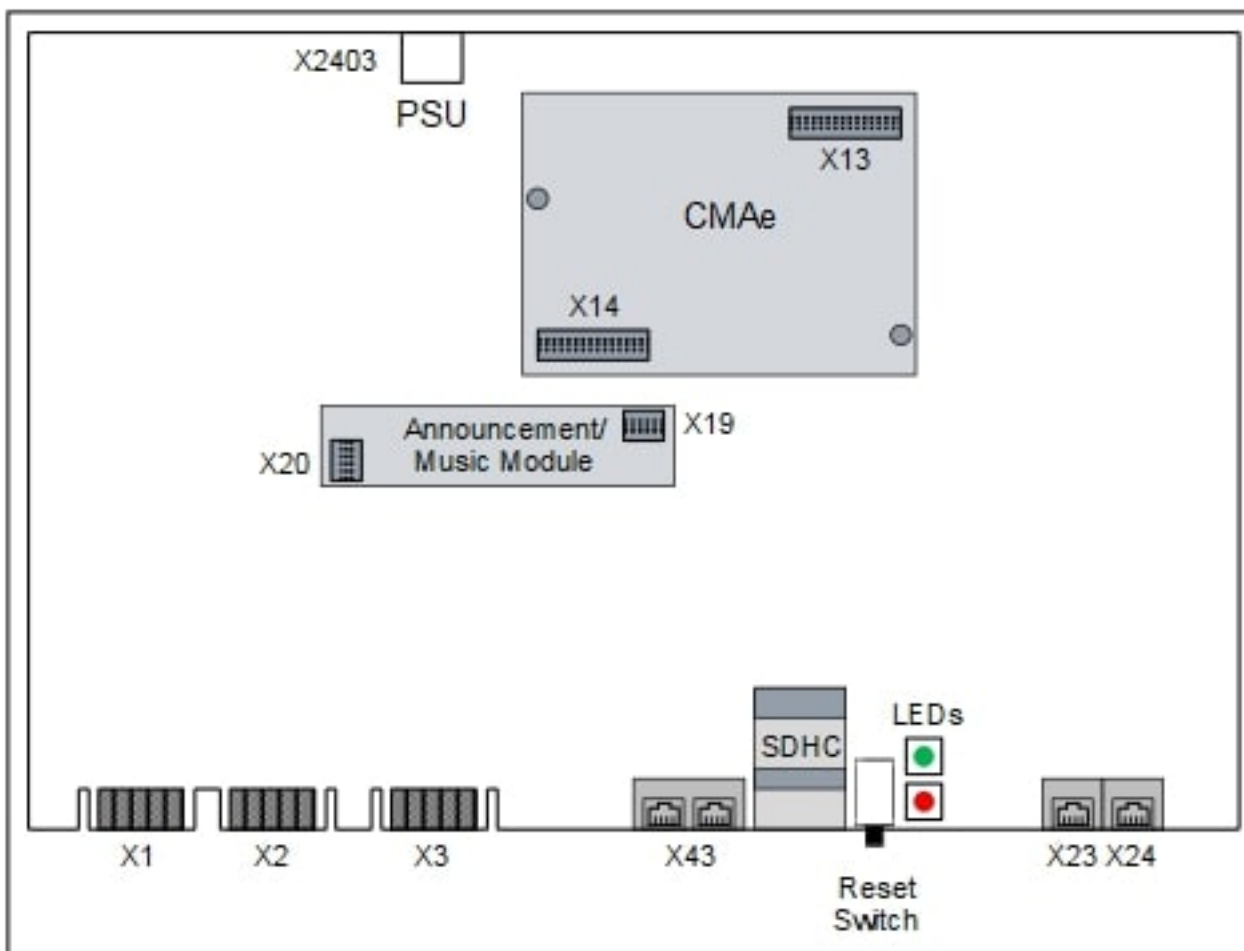 X2403
PSU
X13
CMAe
X14
Announcement/
Music Module
X19
X20
LEDs
SDHC
X1
X2
X3
X43
X23 X24
Reset
Switch